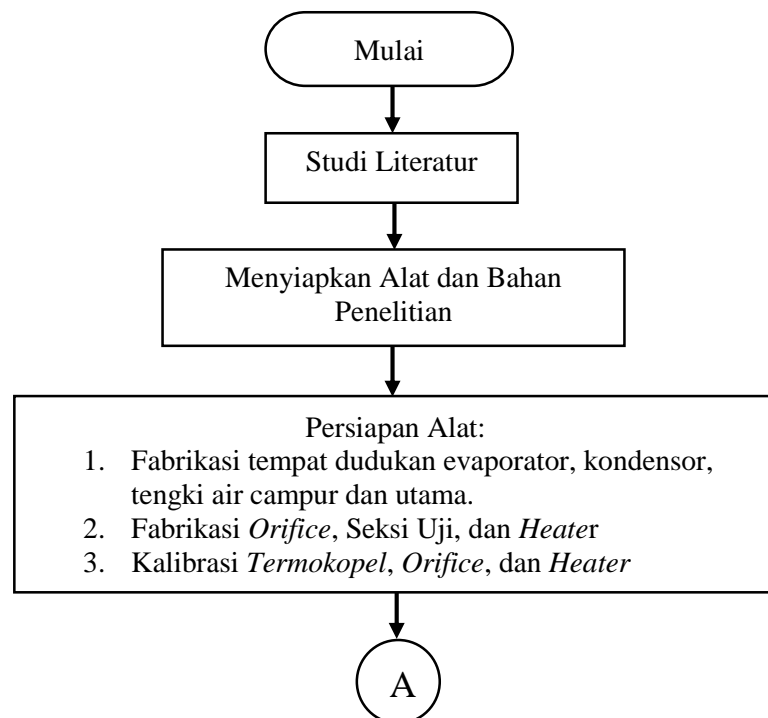 Mulai
Studi Literatur
Menyiapkan Alat dan Bahan
Penelitian
Persiapan Alat:
1. Fabrikasi tempat dudukan evaporator, kondensor,
tengki air campur dan utama.
2. Fabrikasi Orifice, Seksi Uji, dan Heater
3. Kalibrasi Termokopel, Orifice, dan Heater
A